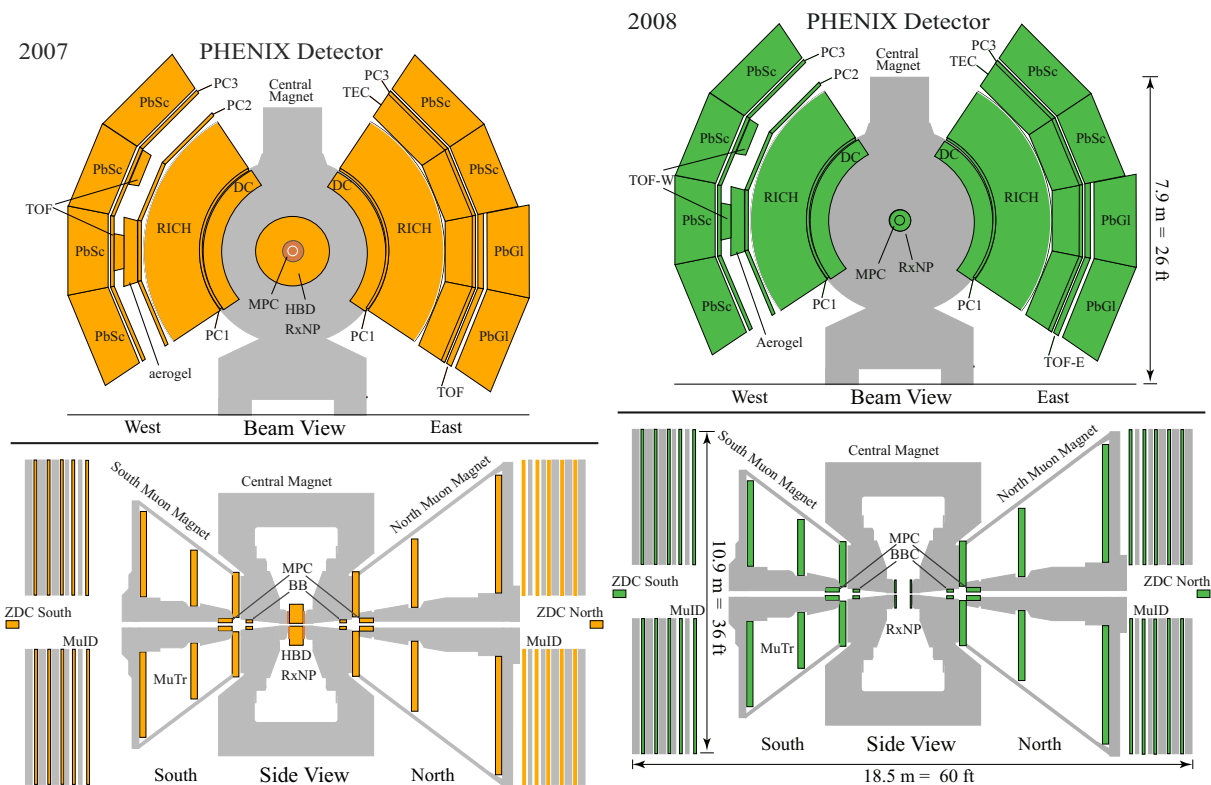 2007
PHENIX Detector
Central
Magnet
PC3
PC2
PC3
TEC
PbSc
PbSc
PbSc
PbSc
PbSc
PbSc
TOF
DC
DC
RICH
RICH
PbSc
PbGl
MPC
HBD
RxNP
PbSc
PC1
PC1
PbGl
aerogel
TOF
West
Beam View
East
South Muon Magnet
Central Magnet
North Muon Magnet
MPC
BB
ZDC South
ZDC North
MuID
MuID
HBD
RxNP
MuTr
South
Side View
North
2008
PHENIX Detector
Central
Magnet
PC3
PC2
PC3
TEC
PbSc
PbSc
PbSc
PbSc
DC
DC
TOF-W
RICH
RICH
PbSc
PbGl
MPC
RxNP
PbSc
PC1
PC1
PbGl
Aerogel
TOF-E
7.9 m = 26 ft
West
Beam View
East
South Muon Magnet
Central Magnet
North Muon Magnet
MPC
BBC
ZDC South
ZDC North
MuID
MuID
RxNP
10.9 m = 36 ft
MuTr
South
Side View
North
18.5 m = 60 ft